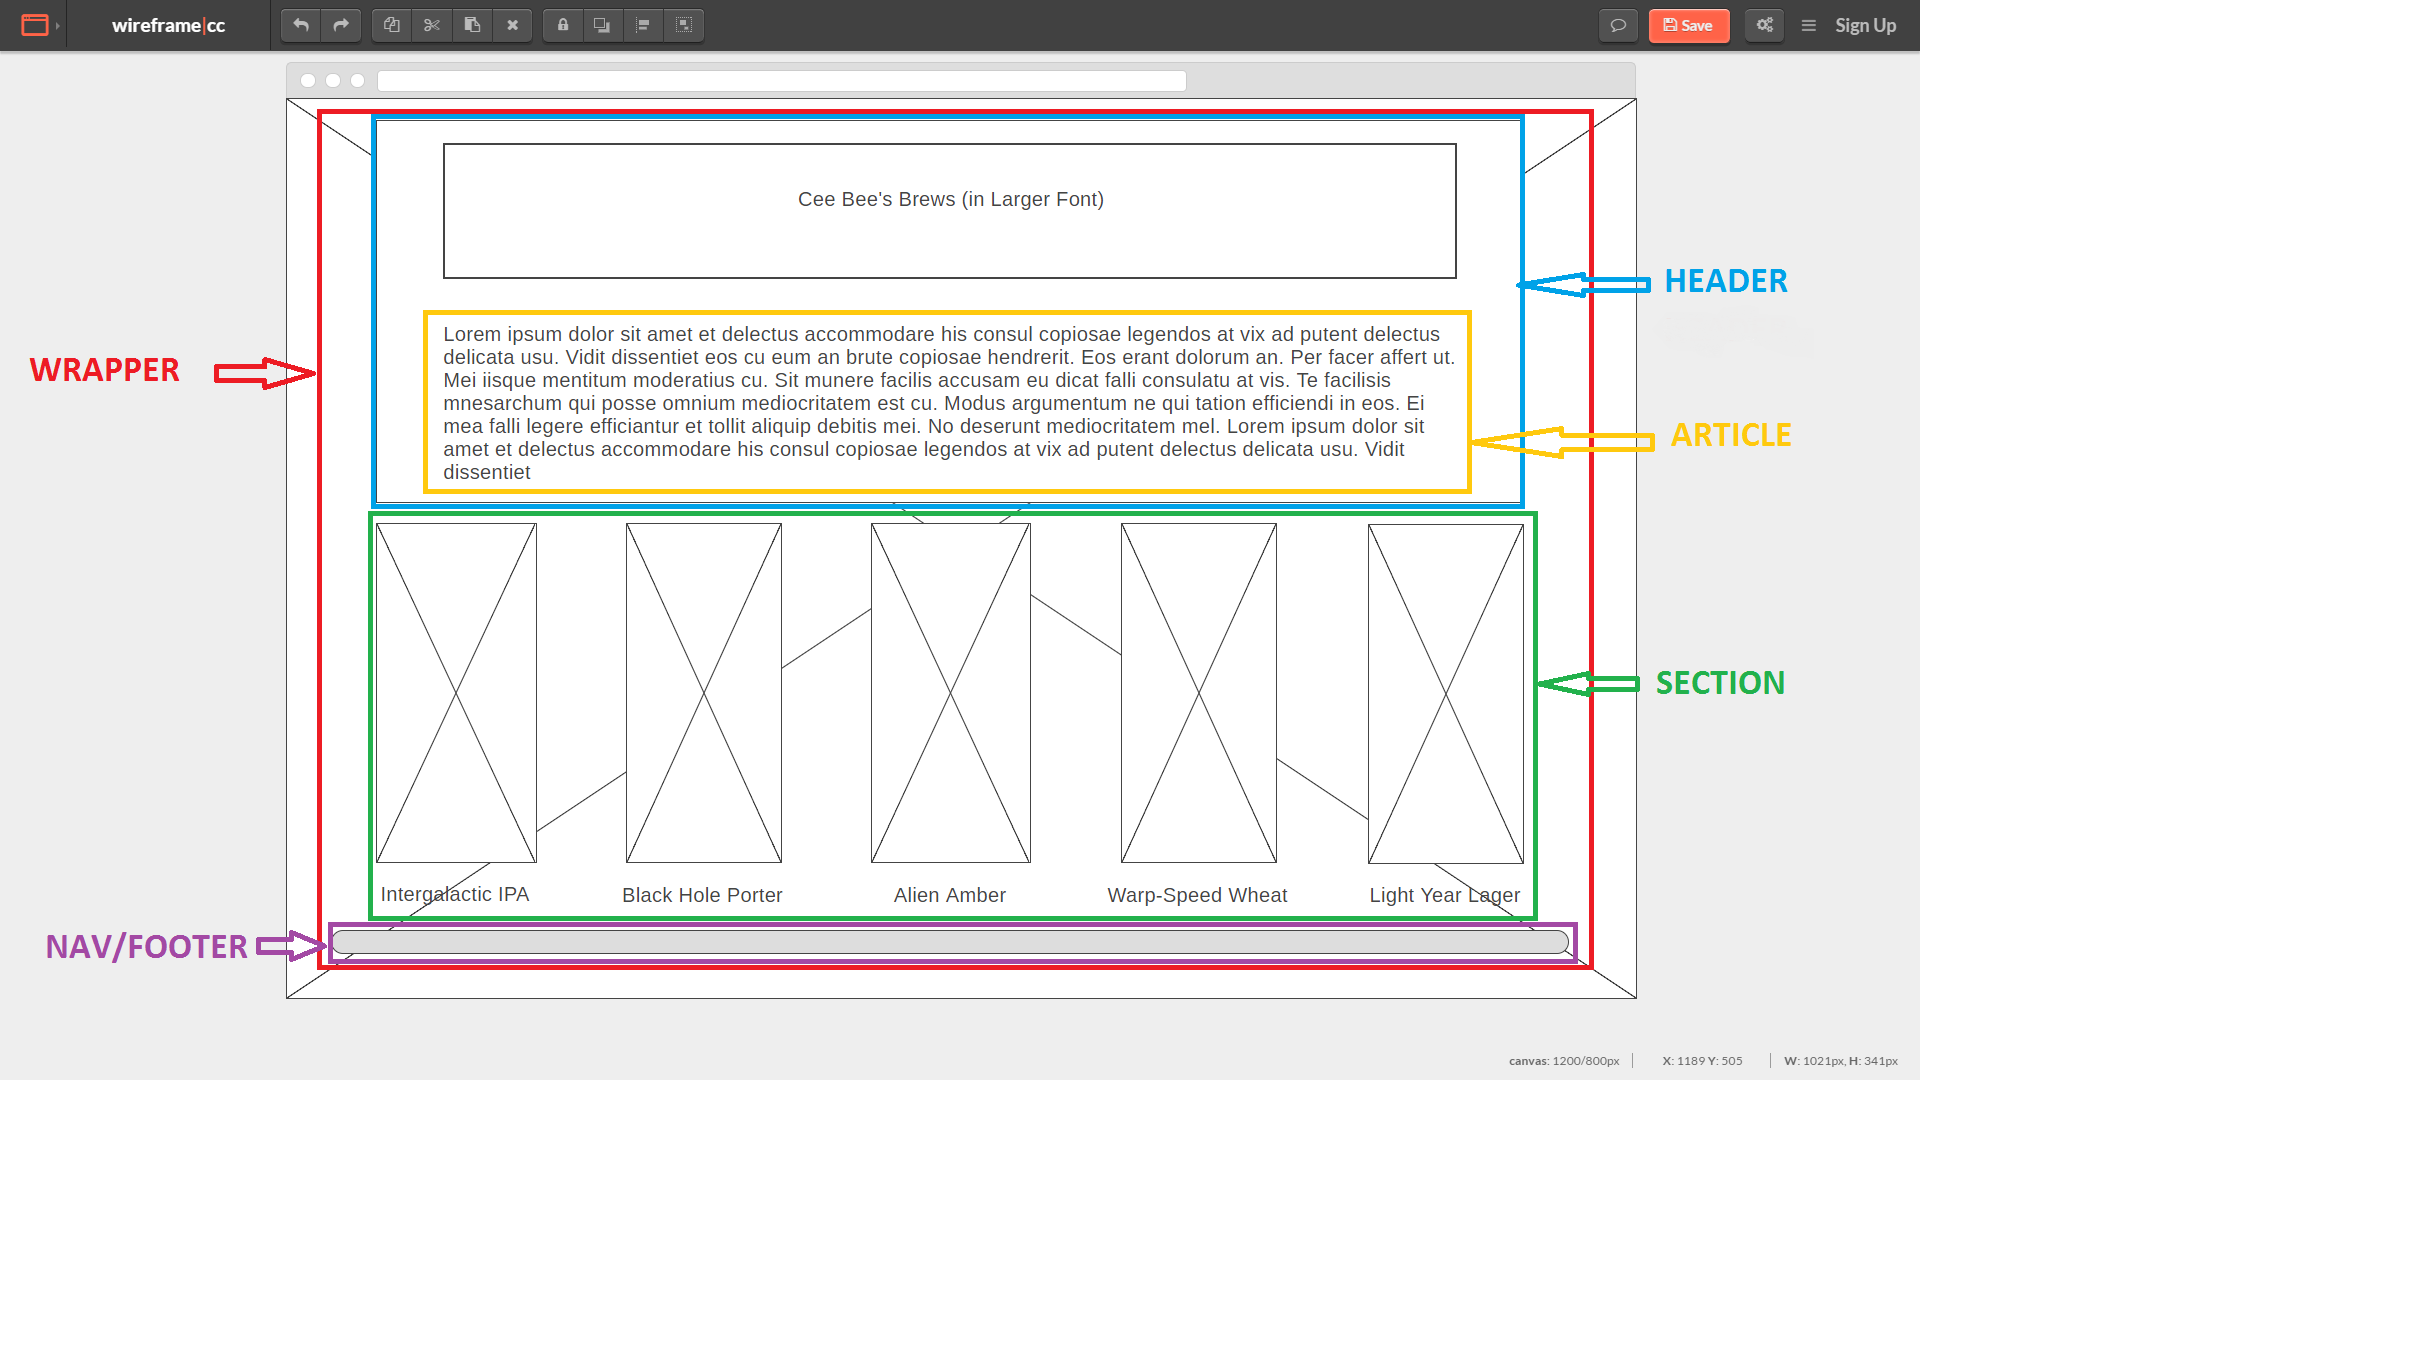 wireframe|cc
Save
Sign Up
Cee Bee's Brews (in Larger Font)
HEADER
Lorem ipsum dolor sit amet et delectus accommodare his consul copiosae legendos at vix ad putent delectus
delicata usu. Vidit dissentiet eos cu eum an brute copiosae hendrerit. Eos erant dolorum an. Per facer affert ut.
Mei iisque mentitum moderatius cu. Sit munere facilis accusam eu dicat falli consulatu at vis. Te facilisis
mnesarchum qui posse omnium mediocritatem est cu. Modus argumentum ne qui tation efficiendi in eos. Ei
mea falli legere efficiantur et tollit aliquip debitis mei. No deserunt mediocritatem mel. Lorem ipsum dolor sit
amet et delectus accommodare his consul copiosae legendos at vix ad putent delectus delicata usu. Vidit
dissentiet
WRAPPER
ARTICLE
SECTION
Intergalactic IPA
Black Hole Porter
Alien Amber
Warp-Speed Wheat
Light Year Lager
NAV/FOOTER
canvas: 1200/800px
X: 1189 Y: 505
W: 1021px, H: 341px